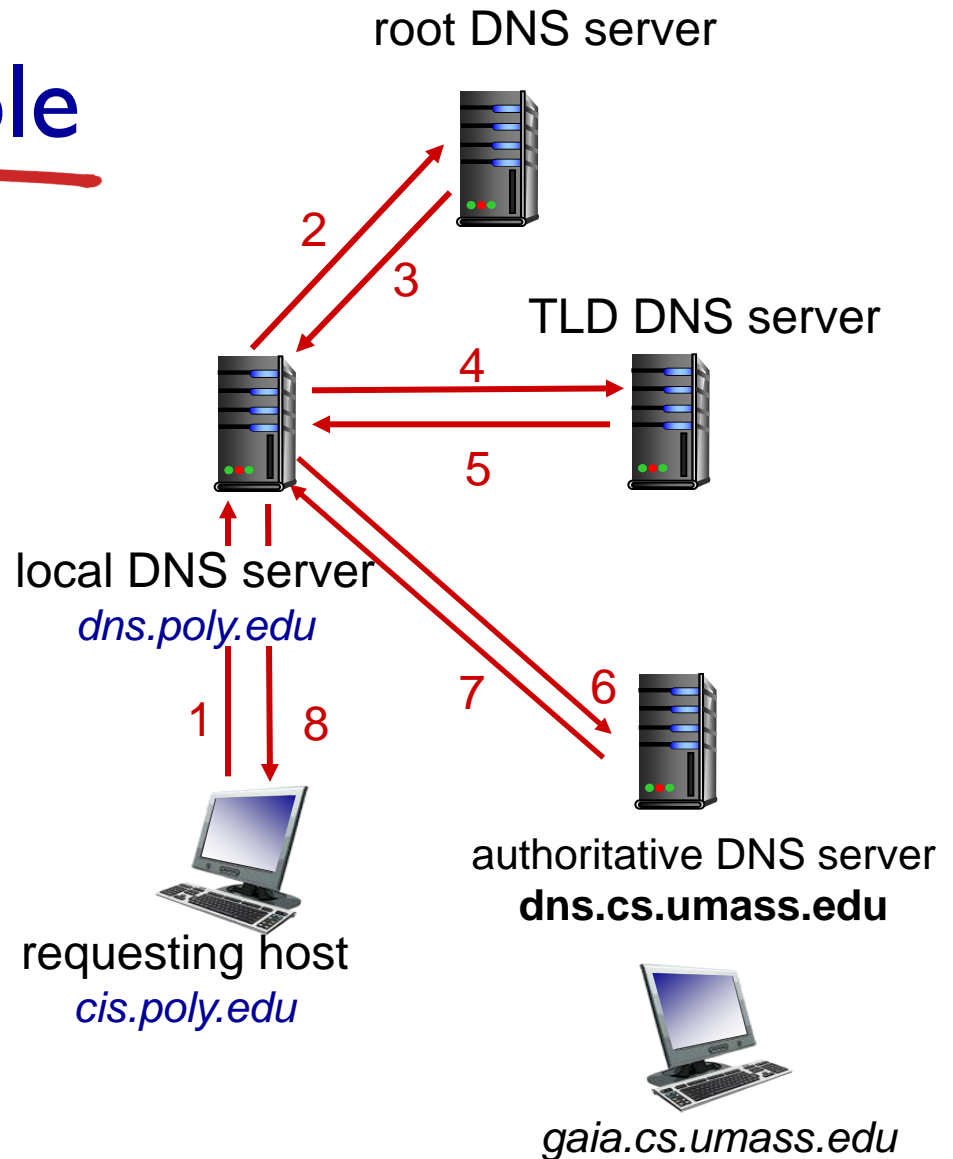 root DNS server
2
3
TLD DNS server
4
5
local DNS server
dns.poly.edu
1
8
7
6
requesting host
cis.poly.edu
authoritative DNS server
dns.cs.umass.edu
gaia.cs.umass.edu